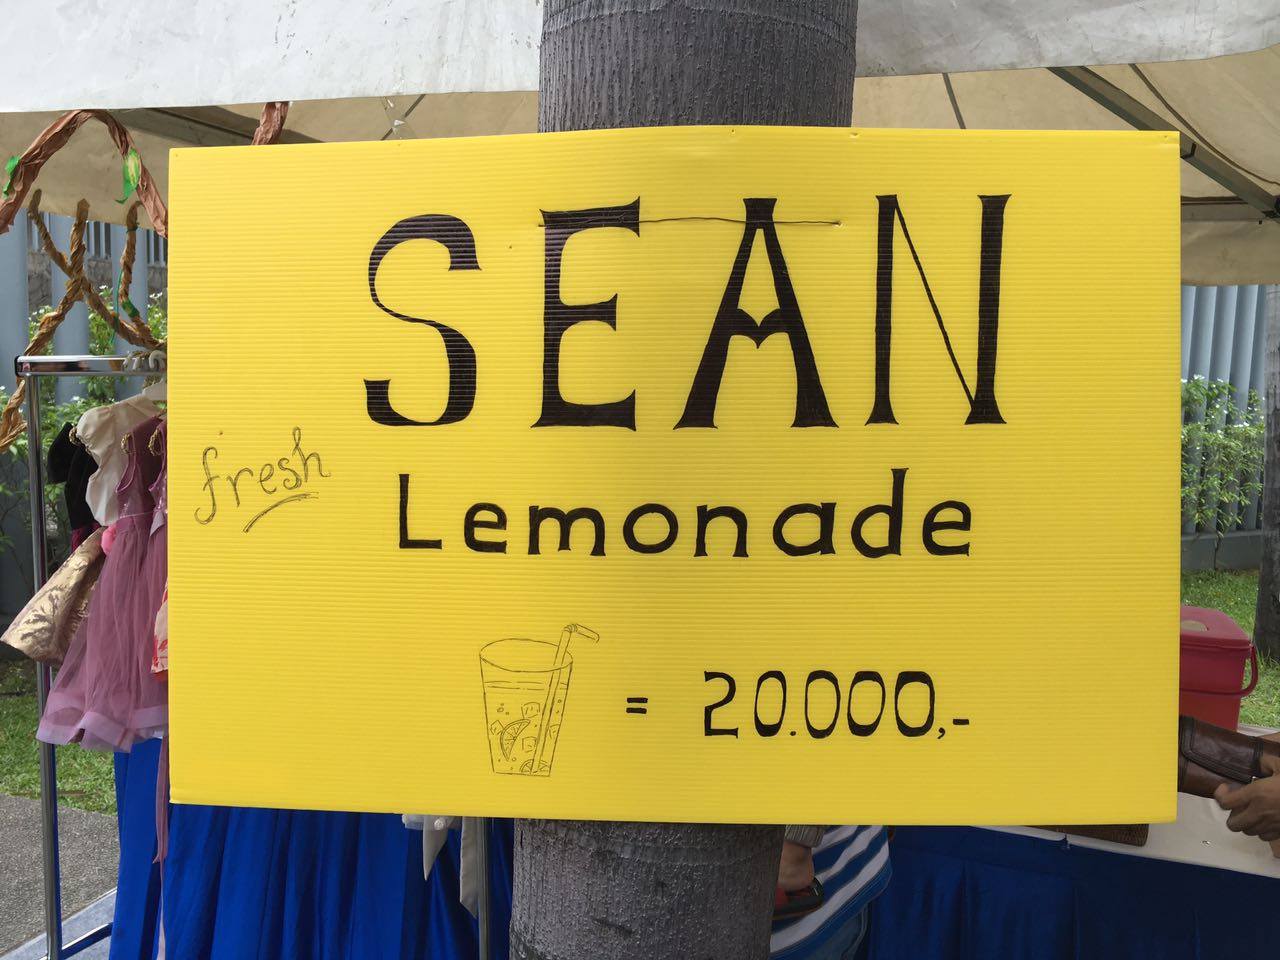 SEAN
fresh
Lemonade
= 20.000,-